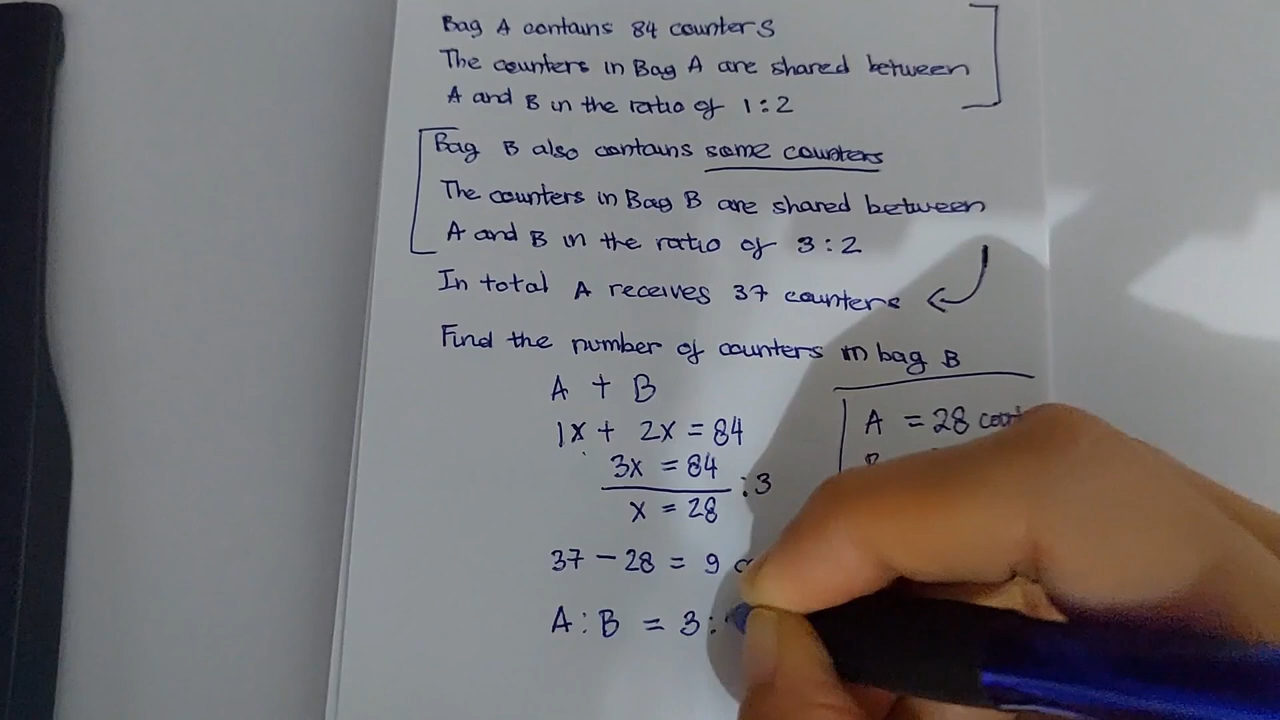 Bag A contains 84 counters
The counters in Bag A are shared between
A and B in the ratio of 1:2
Bag B also contains some counters
The counters in Bag B are shared between
A and B in the ratio of 3:2
In total A receives 37 counters
Find the number of counters in bag B
A + B
1x + 2x = 84
3x = 84
:3
x = 28
A = 28
37 - 28 = 9
A:B = 3: